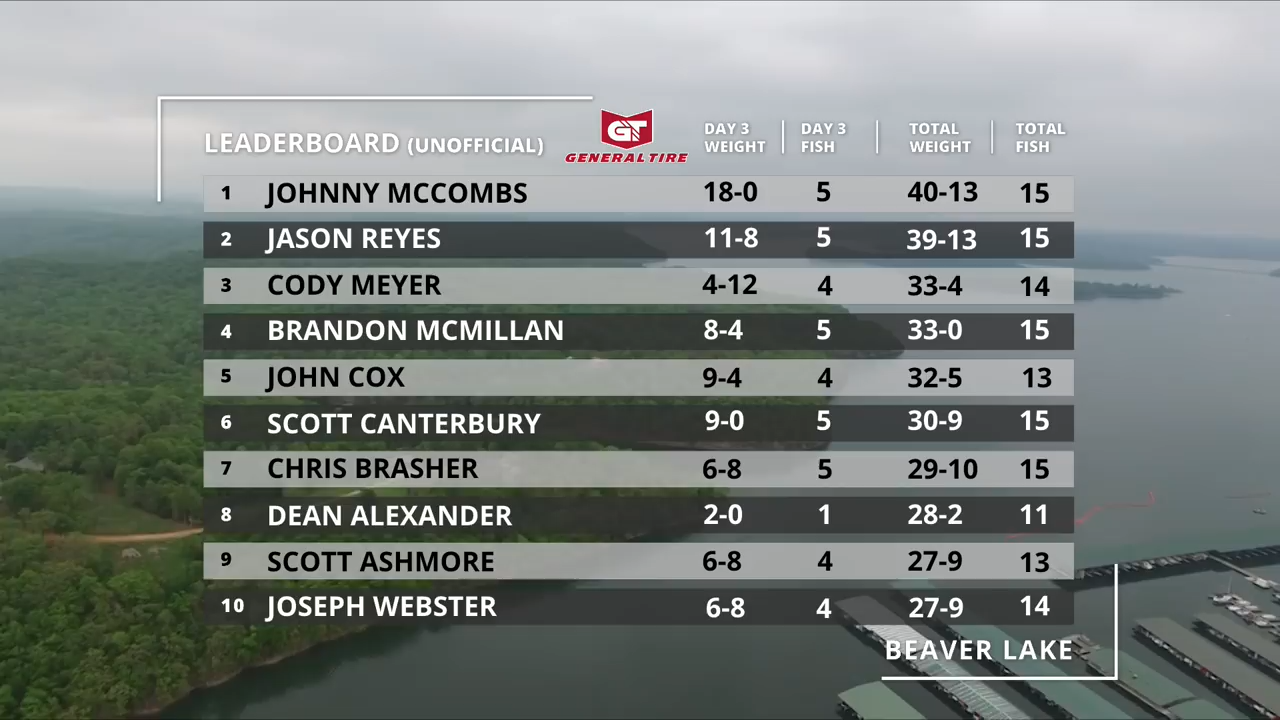 LEADERBOARD (UNOFFICIAL) GT GENERAL TIRE DAY 3 WEIGHT DAY 3 FISH TOTAL WEIGHT TOTAL FISH
1 JOHNNY MCCOMBS 18-0 5 40-13 15
2 JASON REYES 11-8 5 39-13 15
3 CODY MEYER 4-12 4 33-4 14
4 BRANDON MCMILLAN 8-4 5 33-0 15
5 JOHN COX 9-4 4 32-5 13
6 SCOTT CANTERBURY 9-0 5 30-9 15
7 CHRIS BRASHER 6-8 5 29-10 15
8 DEAN ALEXANDER 2-0 1 28-2 11
9 SCOTT ASHMORE 6-8 4 27-9 13
10 JOSEPH WEBSTER 6-8 4 27-9 14
BEAVER LAKE